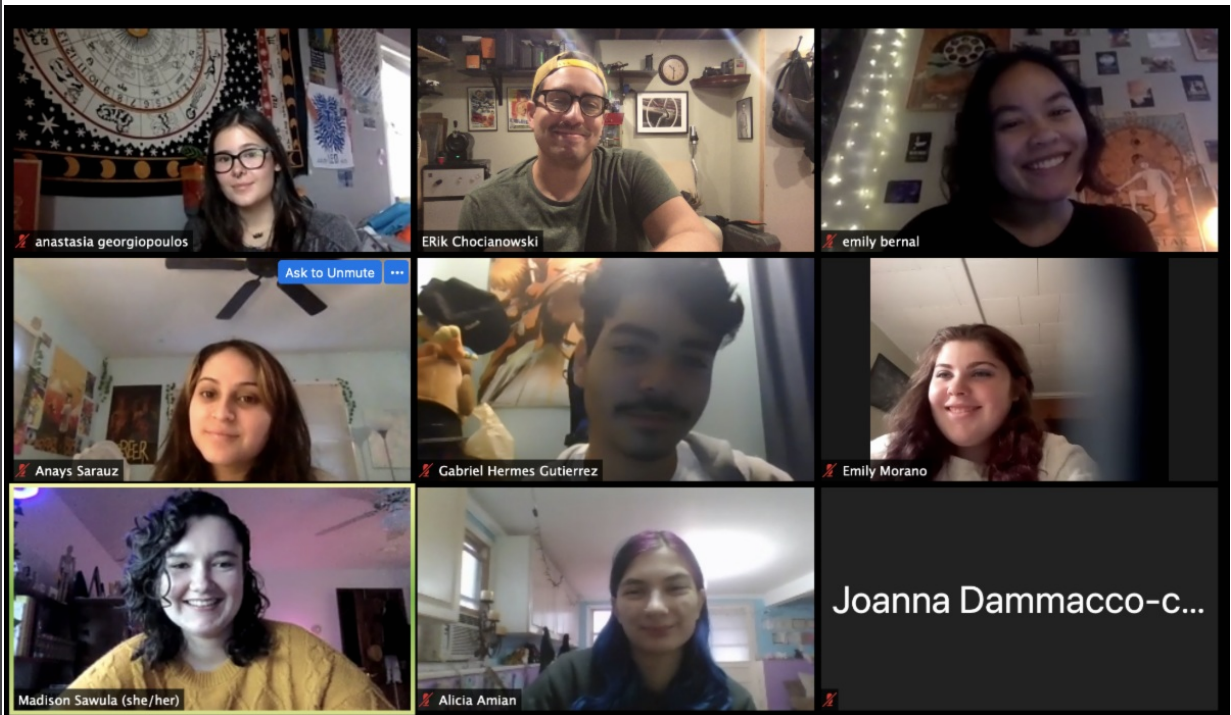 anastasia georgiopoulos
ERik Chocianowski
emily bernal
Ask to Unmute
Anays Sarauz
Gabriel Hermes Gutierrez
Emily Morano
Madison Sawula (she/her)
Alicia Amian
Joanna Dammacco-c...